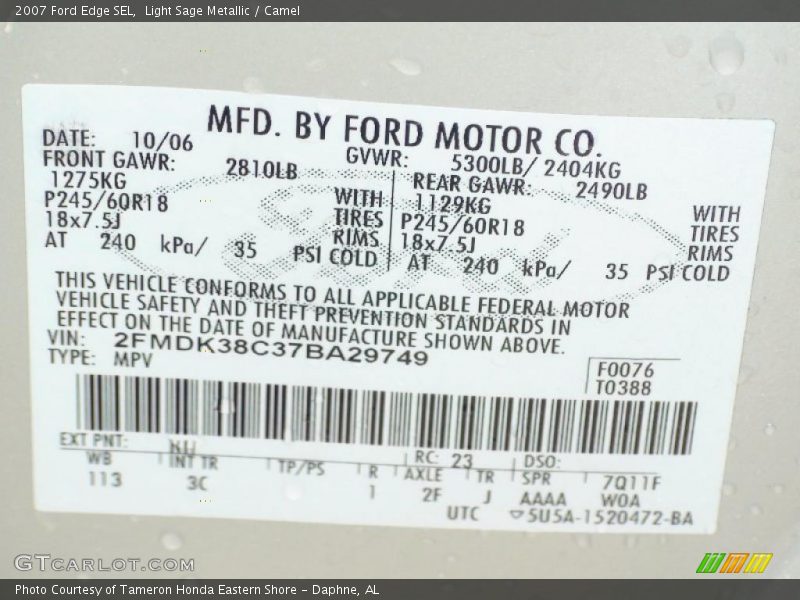 2007 Ford Edge SEL, Light Sage Metallic / Camel
MFD. BY FORD MOTOR CO.
DATE: 10/06 GVWR: 5300LB/ 2404KG
FRONT GAWR: 2810LB REAR GAWR: 2490LB
1275KG WITH 1129KG WITH
P245/60R18 TIRES P245/60R18 TIRES
18x7.5J RIMS 18x7.5J RIMS
AT 240 kPa/ 35 PSI COLD AT 240 kPa/ 35 PSI COLD
THIS VEHICLE CONFORMS TO ALL APPLICABLE FEDERAL MOTOR
VEHICLE SAFETY AND THEFT PREVENTION STANDARDS IN
EFFECT ON THE DATE OF MANUFACTURE SHOWN ABOVE.
VIN: 2FMDK38C37BA29749
TYPE: MPV
F0076
T0388
EXT PNT: NU RC: 23 DSO:
WB INT TR TP/PS R AXLE TR SPR 7Q11F
113 3C 1 2F J AAAA W0A
UTC 5U5A-1520472-BA
GTCARLOT.COM
Photo Courtesy of Tameron Honda Eastern Shore - Daphne, AL